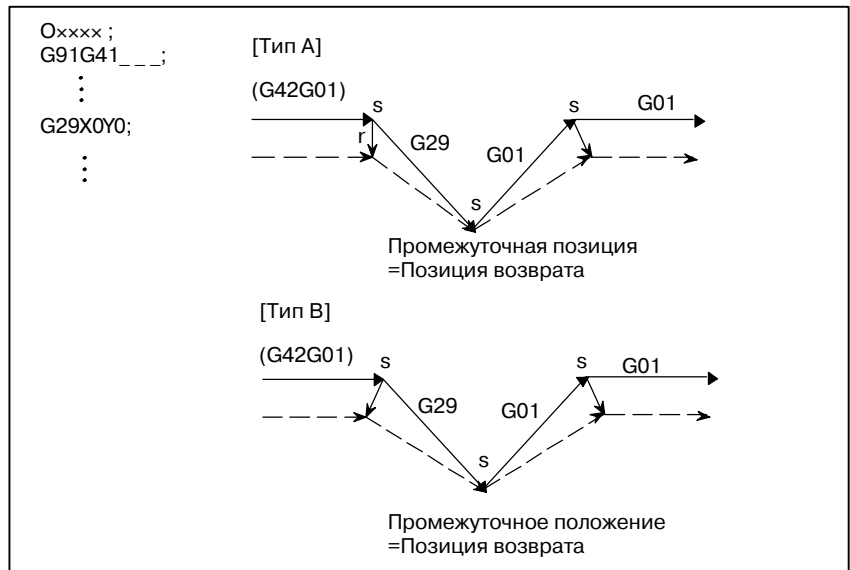 O×××× ;
G91G41_ _ _;
G29X0Y0;
[Тип A]
(G42G01)
s
s
G01
r
G29
G01
s
Промежуточная позиция
=Позиция возврата
[Тип B]
(G42G01)
s
s
G01
G29
G01
s
Промежуточное положение
=Позиция возврата